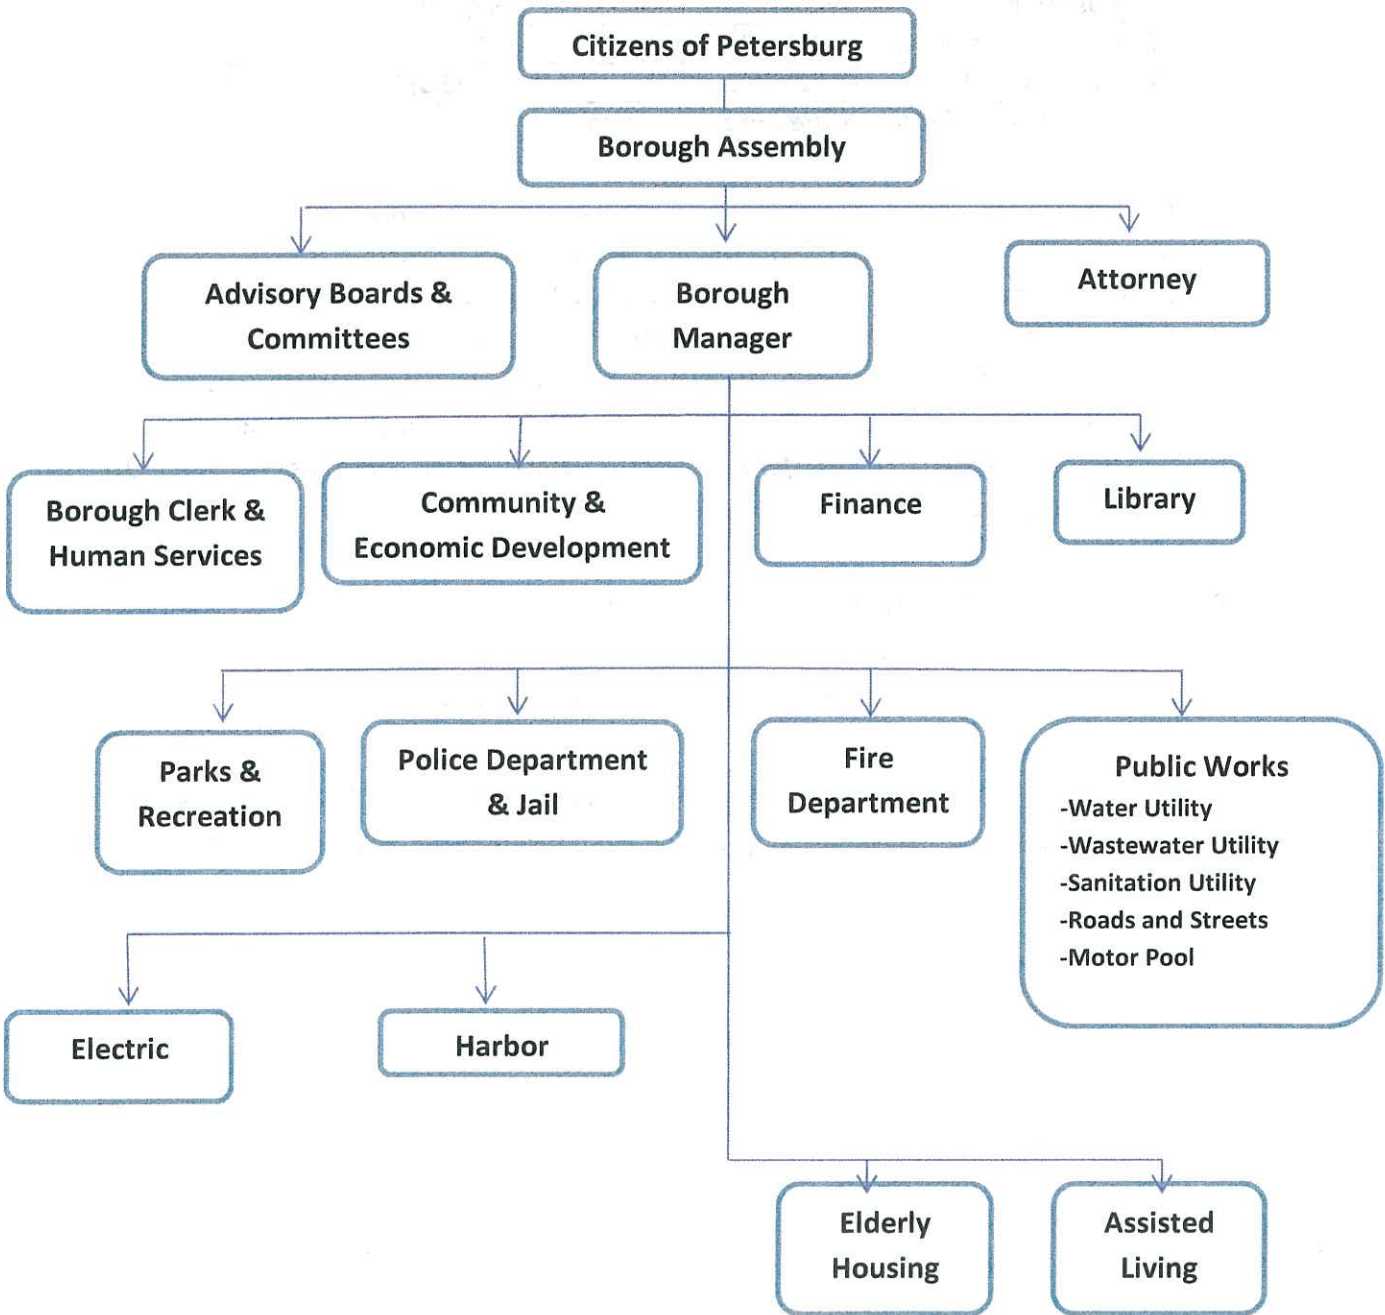 Citizens of Petersburg
Borough Assembly
Advisory Boards &
Committees
Borough
Manager
Attorney
Borough Clerk &
Human Services
Community &
Economic Development
Finance
Library
Parks &
Recreation
Police Department
& Jail
Fire
Department
Public Works
-Water Utility
-Wastewater Utility
-Sanitation Utility
-Roads and Streets
-Motor Pool
Electric
Harbor
Elderly
Housing
Assisted
Living